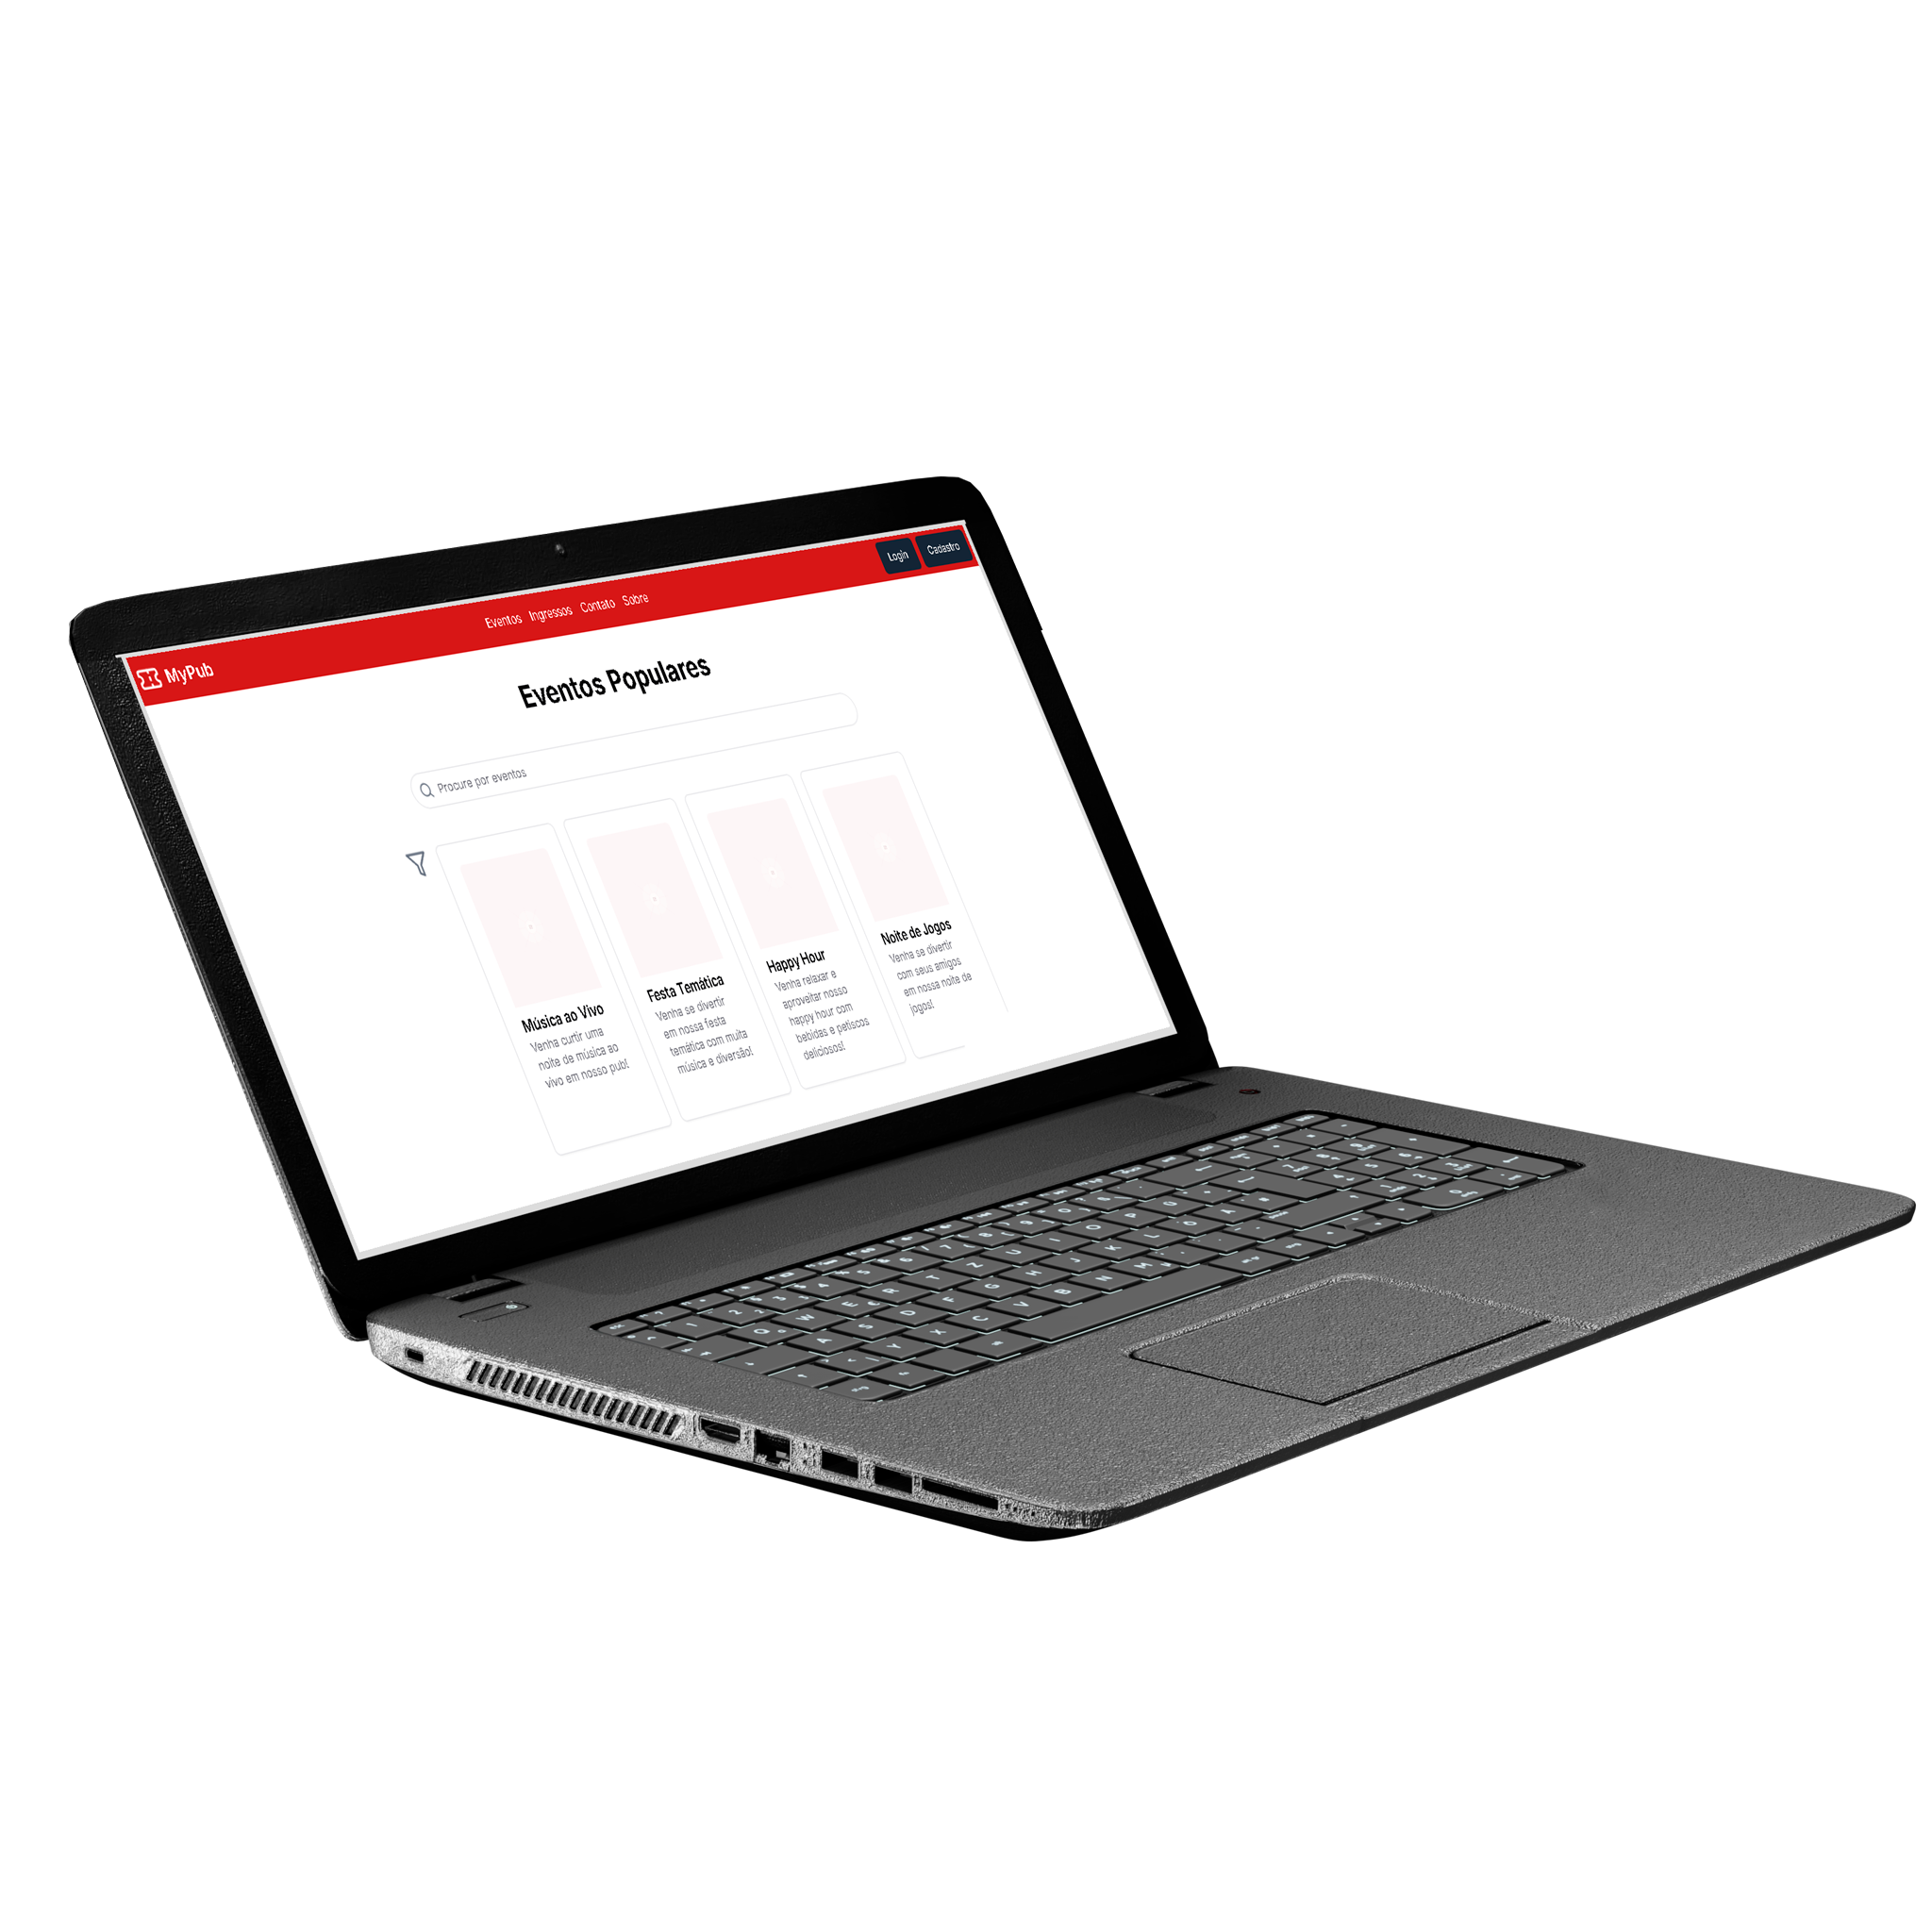 MyPub
Eventos Ingressos Contato Sobre
Login Cadastro
Eventos Populares
Procure por eventos
Música ao Vivo
Venha curtir uma
noite de música ao
vivo em nosso pub!
Festa Temática
Venha se divertir
em nossa festa
temática com muita
música e diversão!
Happy Hour
Venha relaxar e
aproveitar nosso
happy hour com
bebidas e petiscos
deliciosos!
Noite de Jogos
Venha se divertir
com seus amigos
em nossa noite de
jogos!